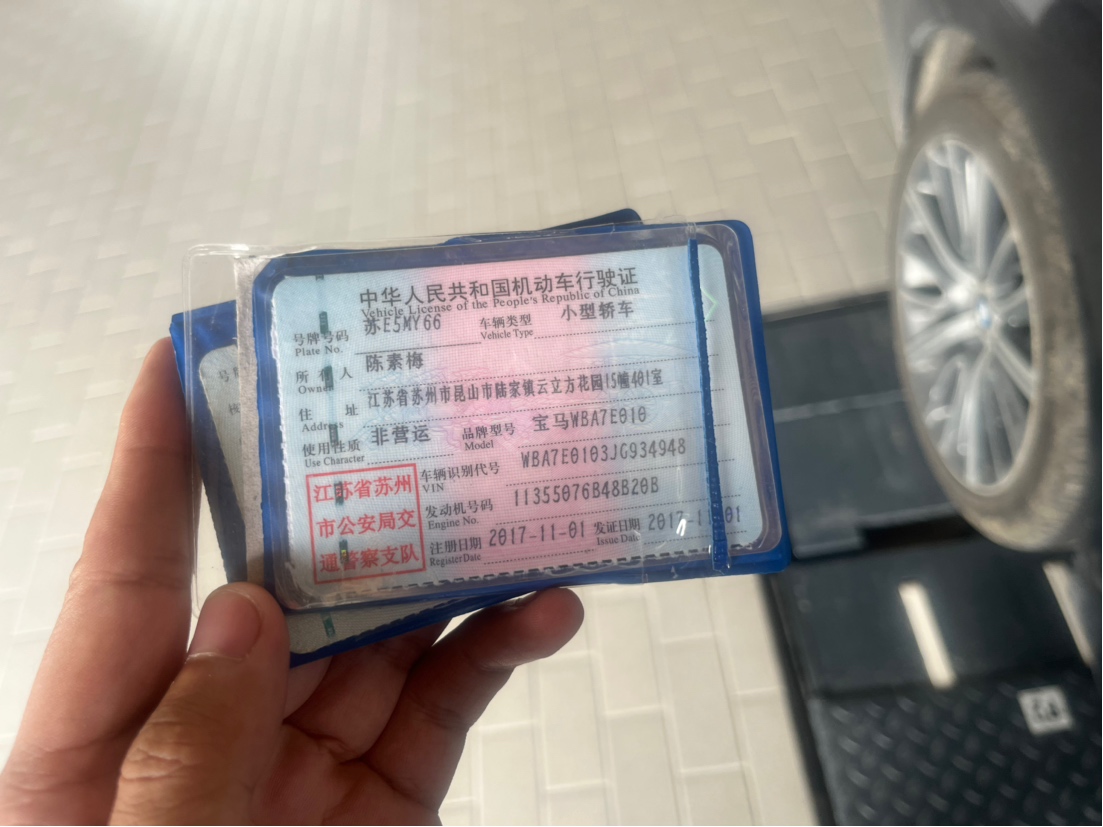 中华人民共和国机动车行驶证
Vehicle License of the People's Republic of China
号牌号码 苏E5MY66 车辆类型 小型轿车
Plate No. Vehicle Type
所有人 陈素梅
Owner
住址 江苏省苏州市昆山市陆家镇云立方花园15幢401室
Address
使用性质 非营运 品牌型号 宝马WBA7E010
Use Character Model
车辆识别代号 WBA7E0103JG934948
VIN
发动机号码 11355076B48B20B
Engine No.
注册日期 2017-11-01 发证日期 2017-11-01
Register Date Issue Date
江苏省苏州
市公安局交
通警察支队